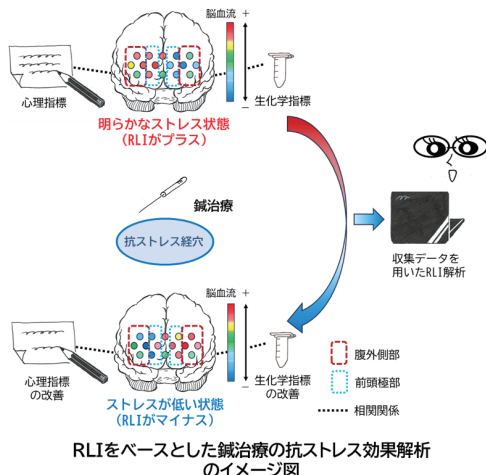 脳血流 +
−
心理指標
生化学指標
明らかなストレス状態
（RLIがプラス）
鍼治療
抗ストレス経穴
収集データを
用いたRLI解析
脳血流 +
−
心理指標
の改善
生化学指標
の改善
ストレスが低い状態
（RLIがマイナス）
腹外側部
前頭極部
相関関係
RLIをベースとした鍼治療の抗ストレス効果解析
のイメージ図